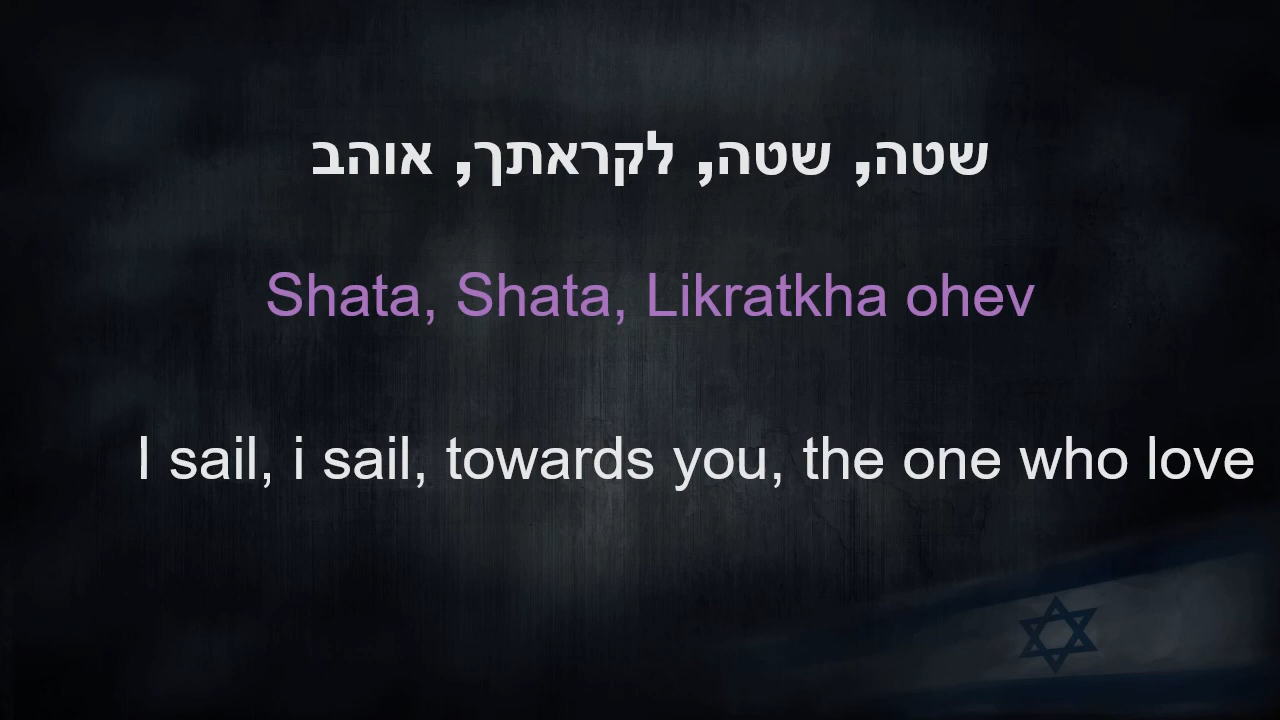 שטה, שטה, לקראתך, אוהב
Shata, Shata, Likratkha ohev
I sail, i sail, towards you, the one who love